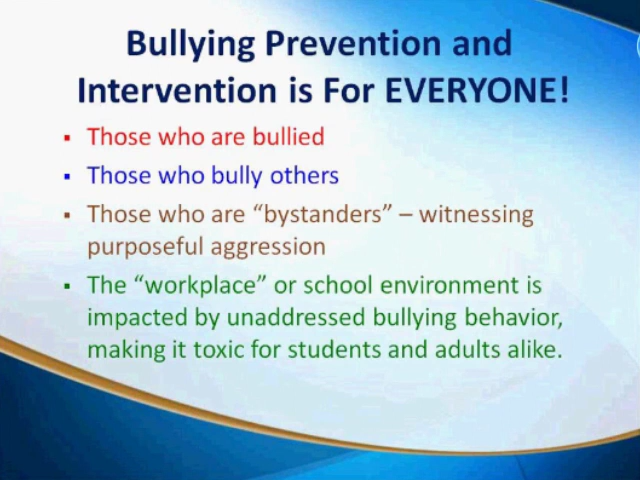 Bullying Prevention and
Intervention is For EVERYONE!
▪ Those who are bullied
▪ Those who bully others
▪ Those who are “bystanders” – witnessing
purposeful aggression
▪ The “workplace” or school environment is
impacted by unaddressed bullying behavior,
making it toxic for students and adults alike.